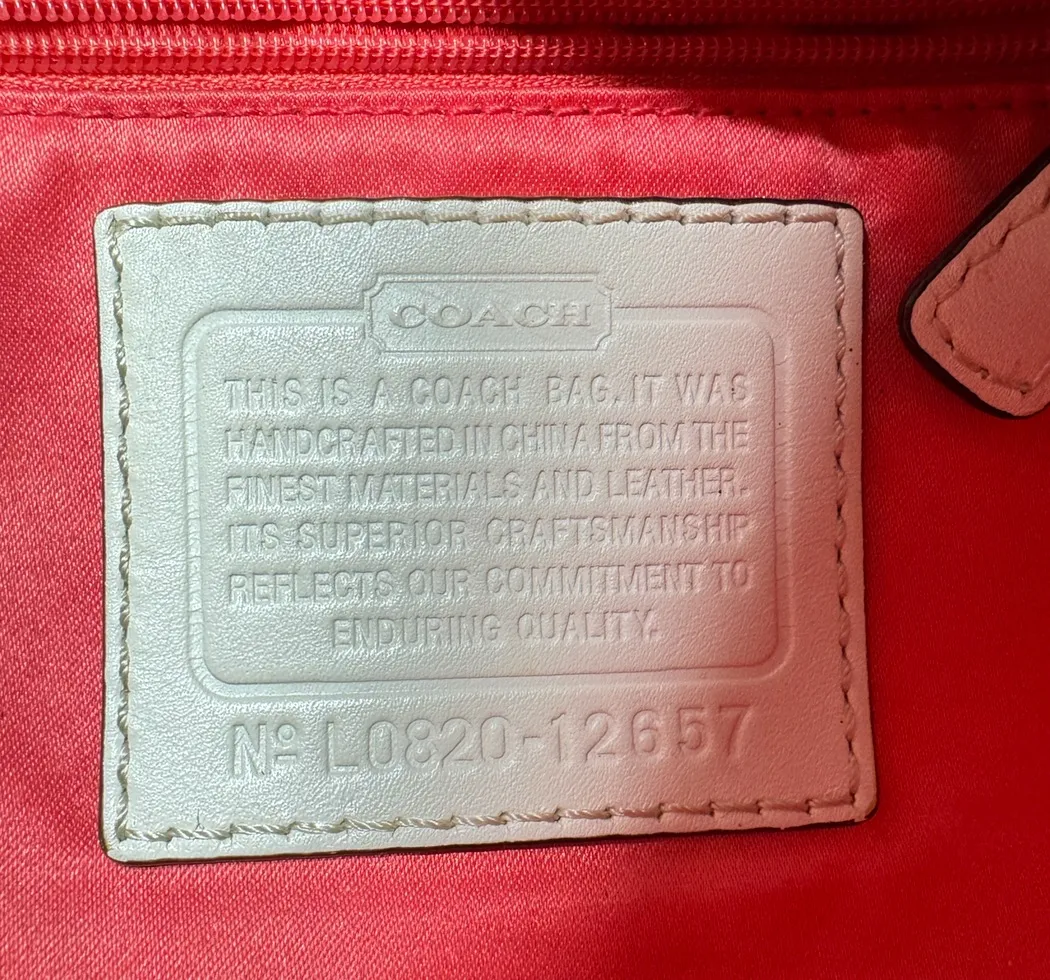 COACH
THIS IS A COACH BAG. IT WAS
HANDCRAFTED IN CHINA FROM THE
FINEST MATERIALS AND LEATHER.
ITS SUPERIOR CRAFTSMANSHIP
REFLECTS OUR COMMITMENT TO
ENDURING QUALITY.
Nº L0820-12657